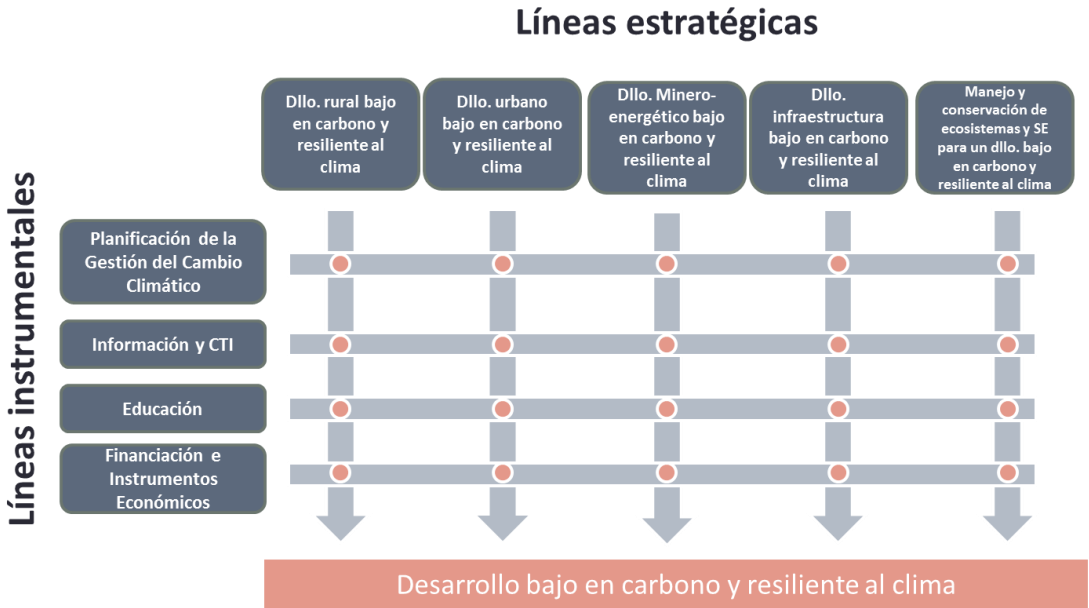 Líneas estratégicas
Dllo. rural bajo
en carbono y
resiliente al
clima
Dllo. urbano
bajo en carbono
y resiliente al
clima
Dllo. Minero-
energético bajo
en carbono y
resiliente al
clima
Dllo.
infraestructura
bajo en carbono
y resiliente al
clima
Manejo y
conservación de
ecosistemas y SE
para un dllo. bajo
en carbono y
resiliente al clima
Líneas instrumentales
Planificación de la
Gestión del Cambio
Climático
Información y CTI
Educación
Financiación e
Instrumentos
Económicos
Desarrollo bajo en carbono y resiliente al clima